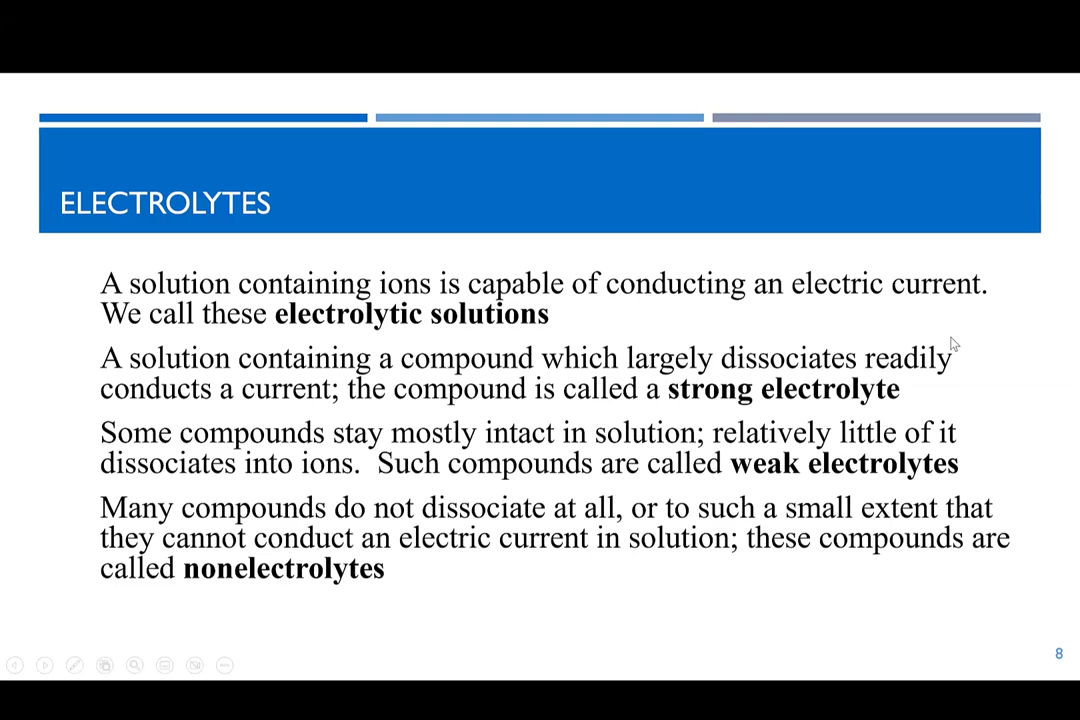 ELECTROLYTES
A solution containing ions is capable of conducting an electric current.
We call these electrolytic solutions
A solution containing a compound which largely dissociates readily
conducts a current; the compound is called a strong electrolyte
Some compounds stay mostly intact in solution; relatively little of it
dissociates into ions.  Such compounds are called weak electrolytes
Many compounds do not dissociate at all, or to such a small extent that
they cannot conduct an electric current in solution; these compounds are
called nonelectrolytes
8